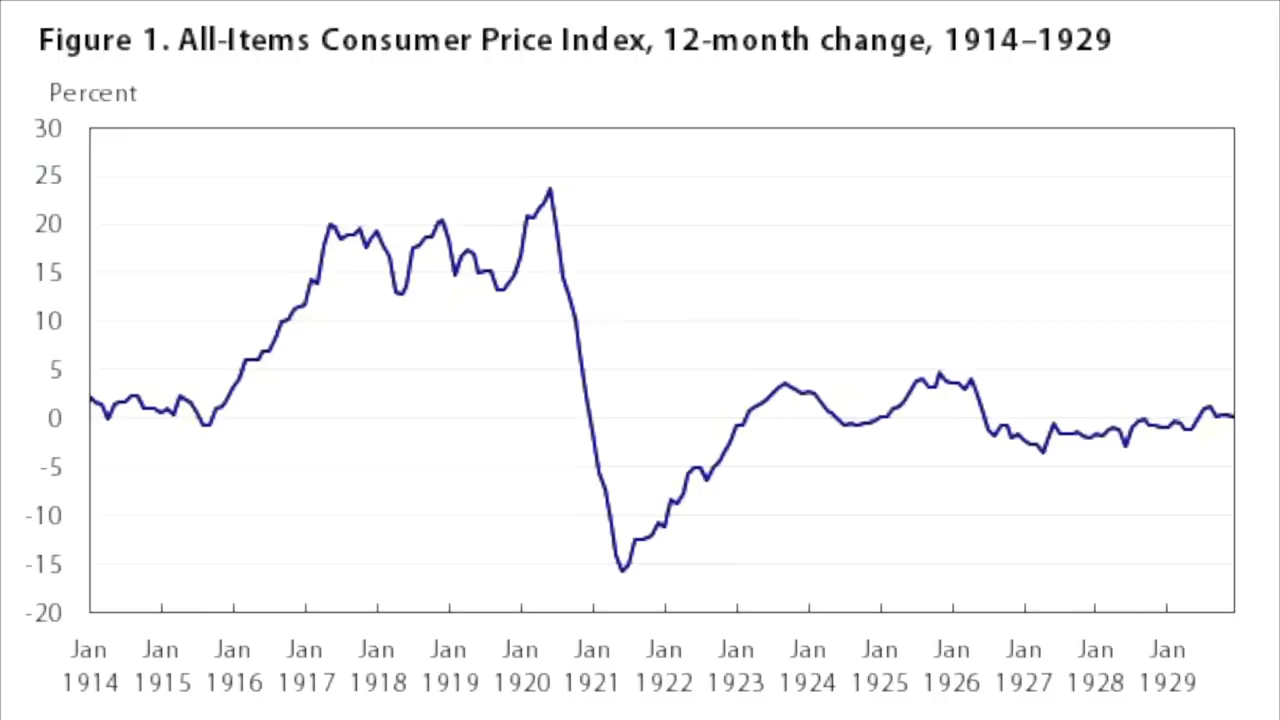 Figure 1. All-Items Consumer Price Index, 12-month change, 1914–1929
Percent
30
25
20
15
10
5
0
-5
-10
-15
-20
Jan Jan Jan Jan Jan Jan Jan Jan Jan Jan Jan Jan Jan Jan Jan Jan
1914 1915 1916 1917 1918 1919 1920 1921 1922 1923 1924 1925 1926 1927 1928 1929